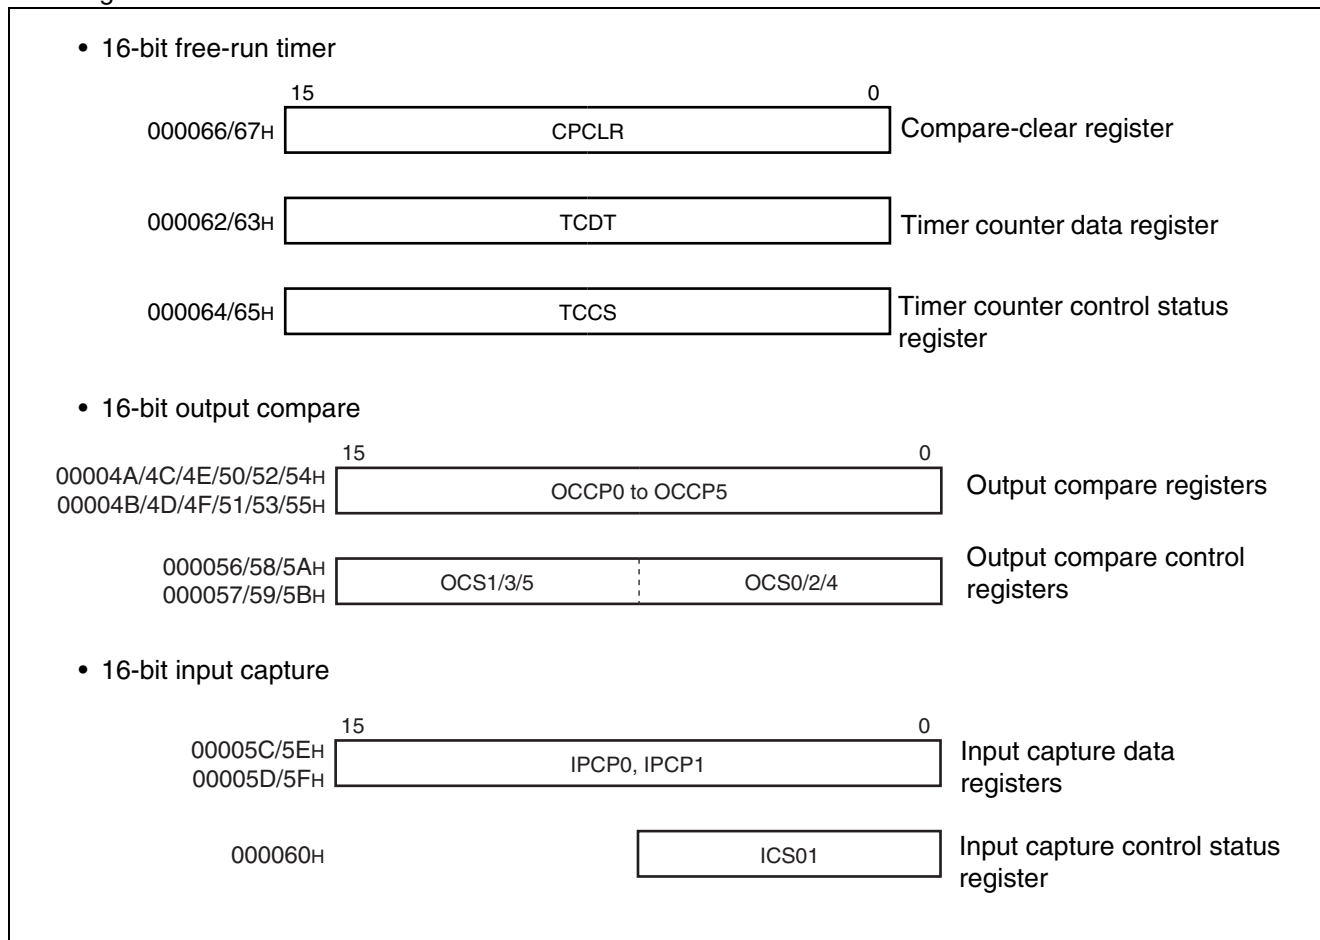 • 16-bit free-run timer
15 0
000066/67H CPCLR Compare-clear register
000062/63H TCDT Timer counter data register
000064/65H TCCS Timer counter control status
register
• 16-bit output compare
15 0
00004A/4C/4E/50/52/54H
00004B/4D/4F/51/53/55H
OCCP0 to OCCP5
Output compare registers
000056/58/5AH
000057/59/5BH
OCS1/3/5 OCS0/2/4
Output compare control
registers
• 16-bit input capture
15 0
00005C/5EH
00005D/5FH
IPCP0, IPCP1
Input capture data
registers
000060H ICS01 Input capture control status
register